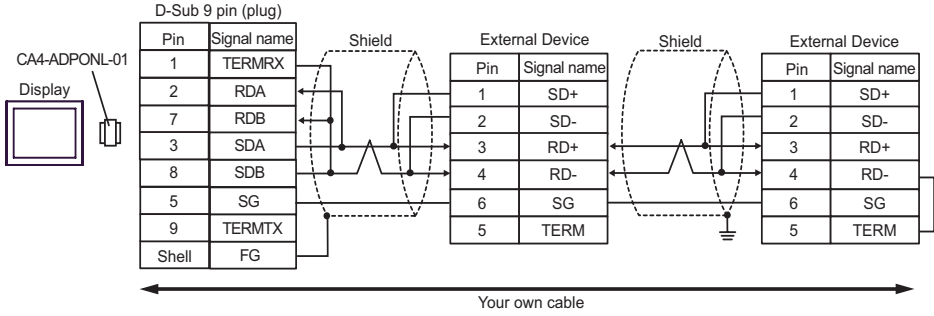 D-Sub 9 pin (plug)
CA4-ADPONL-01
Display
Pin Signal name
1 TERMRX
2 RDA
7 RDB
3 SDA
8 SDB
5 SG
9 TERMTX
Shell FG
Shield
External Device
Pin Signal name
1 SD+
2 SD-
3 RD+
4 RD-
6 SG
5 TERM
Shield
External Device
Pin Signal name
1 SD+
2 SD-
3 RD+
4 RD-
6 SG
5 TERM
Your own cable